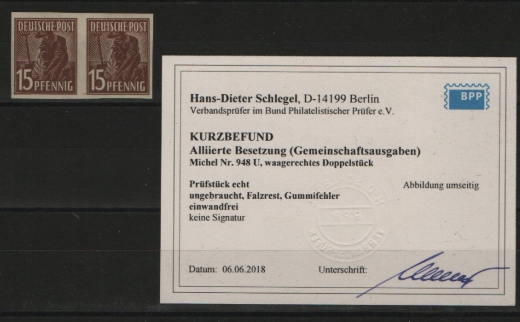 DEUTSCHE POST DEUTSCHE POST
15 PFENNIG 15 PFENNIG
BPP
Hans-Dieter Schlegel, D-14199 Berlin
Verbandsprüfer im Bund Philatelistischer Prüfer e.V.
KURZBEFUND
Alliierte Besetzung (Gemeinschaftsausgaben)
Michel Nr. 948 U, waagerechtes Doppelstück
Prüfstück echt Abbildung umseitig
ungebraucht, Falzrest, Gummifehler
einwandfrei
keine Signatur
Datum: 06.06.2018 Unterschrift: